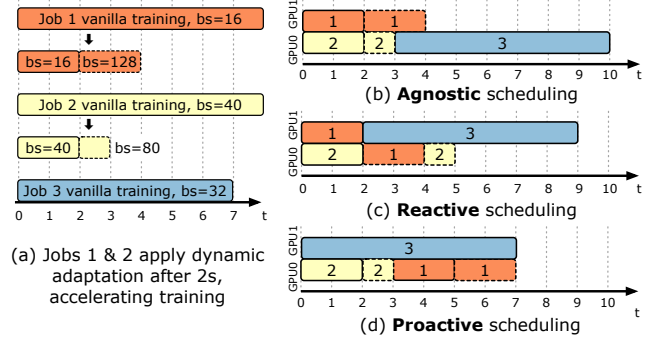 Job 1 vanilla training, bs=16
bs=16 bs=128
Job 2 vanilla training, bs=40
bs=40 bs=80
Job 3 vanilla training, bs=32
0 1 2 3 4 5 6 7 t
(a) Jobs 1 & 2 apply dynamic
adaptation after 2s,
accelerating training
GPU1 1 1
GPU0 2 2 3
0 1 2 3 4 5 6 7 8 9 10 t
(b) Agnostic scheduling
GPU1 1 3
GPU0 2 1 2
0 1 2 3 4 5 6 7 8 9 10 t
(c) Reactive scheduling
GPU1 3
GPU0 2 2 1 1
0 1 2 3 4 5 6 7 8 9 10 t
(d) Proactive scheduling